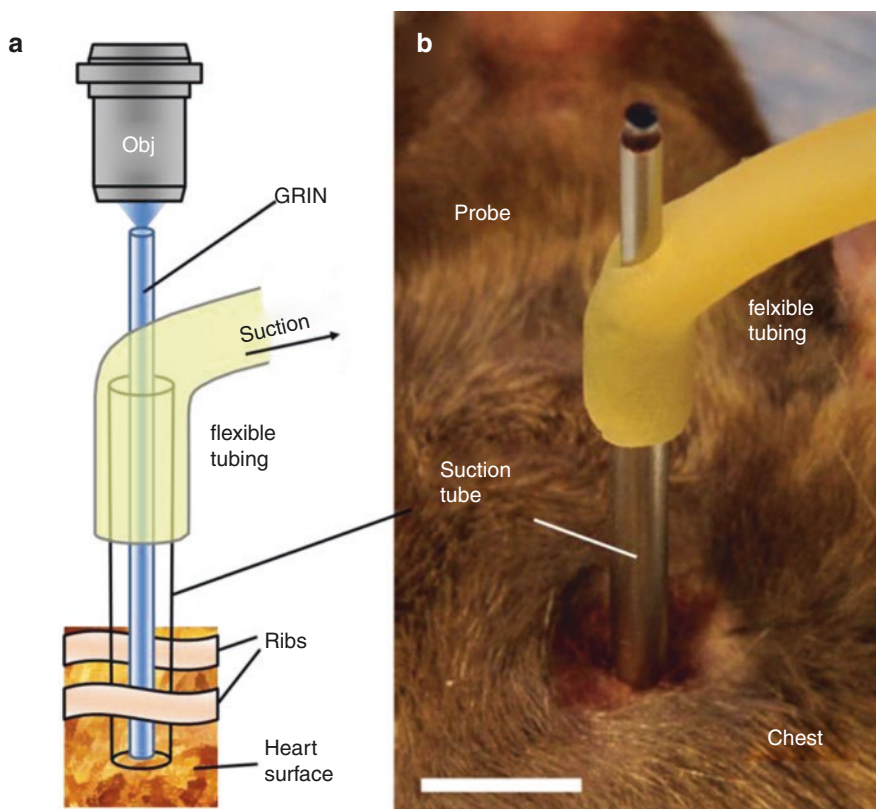 a
Obj
GRIN
Suction
flexible
tubing
Suction
tube
Ribs
Heart
surface
b
Probe
felxible
tubing
Chest